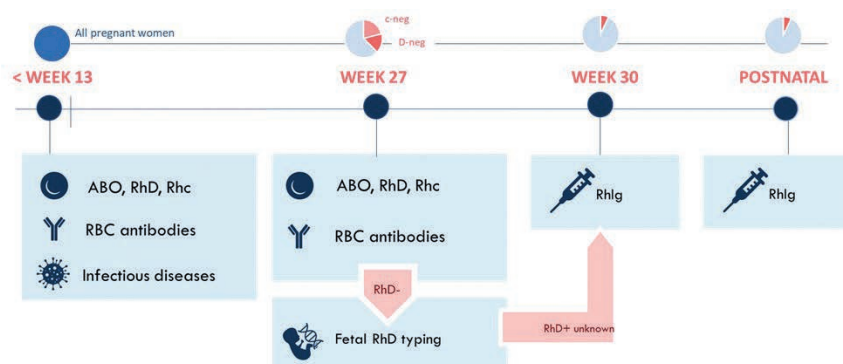 All pregnant women
c-neg
D-neg
< WEEK 13
WEEK 27
WEEK 30
POSTNATAL
ABO, RhD, Rhc
RBC antibodies
Infectious diseases
ABO, RhD, Rhc
RBC antibodies
RhIg
RhIg
RhD-
Fetal RhD typing
RhD+ unknown